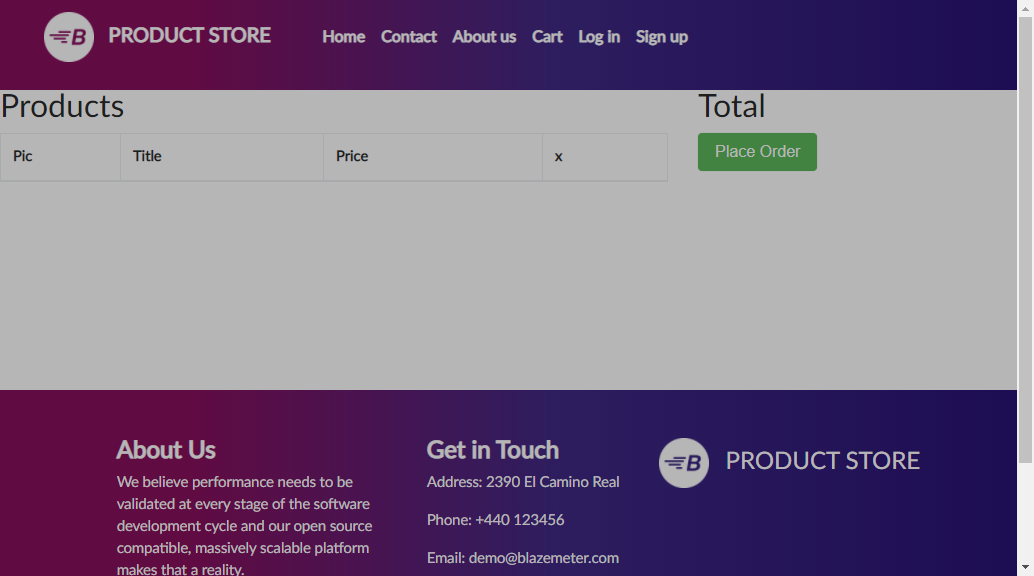 B PRODUCT STORE Home Contact About us Cart Log in Sign up
Products
Total
Pic Title Price x
Place Order
About Us
We believe performance needs to be
validated at every stage of the software
development cycle and our open source
compatible, massively scalable platform
makes that a reality.
Get in Touch
Address: 2390 El Camino Real
Phone: +440 123456
Email: demo@blazemeter.com
B PRODUCT STORE